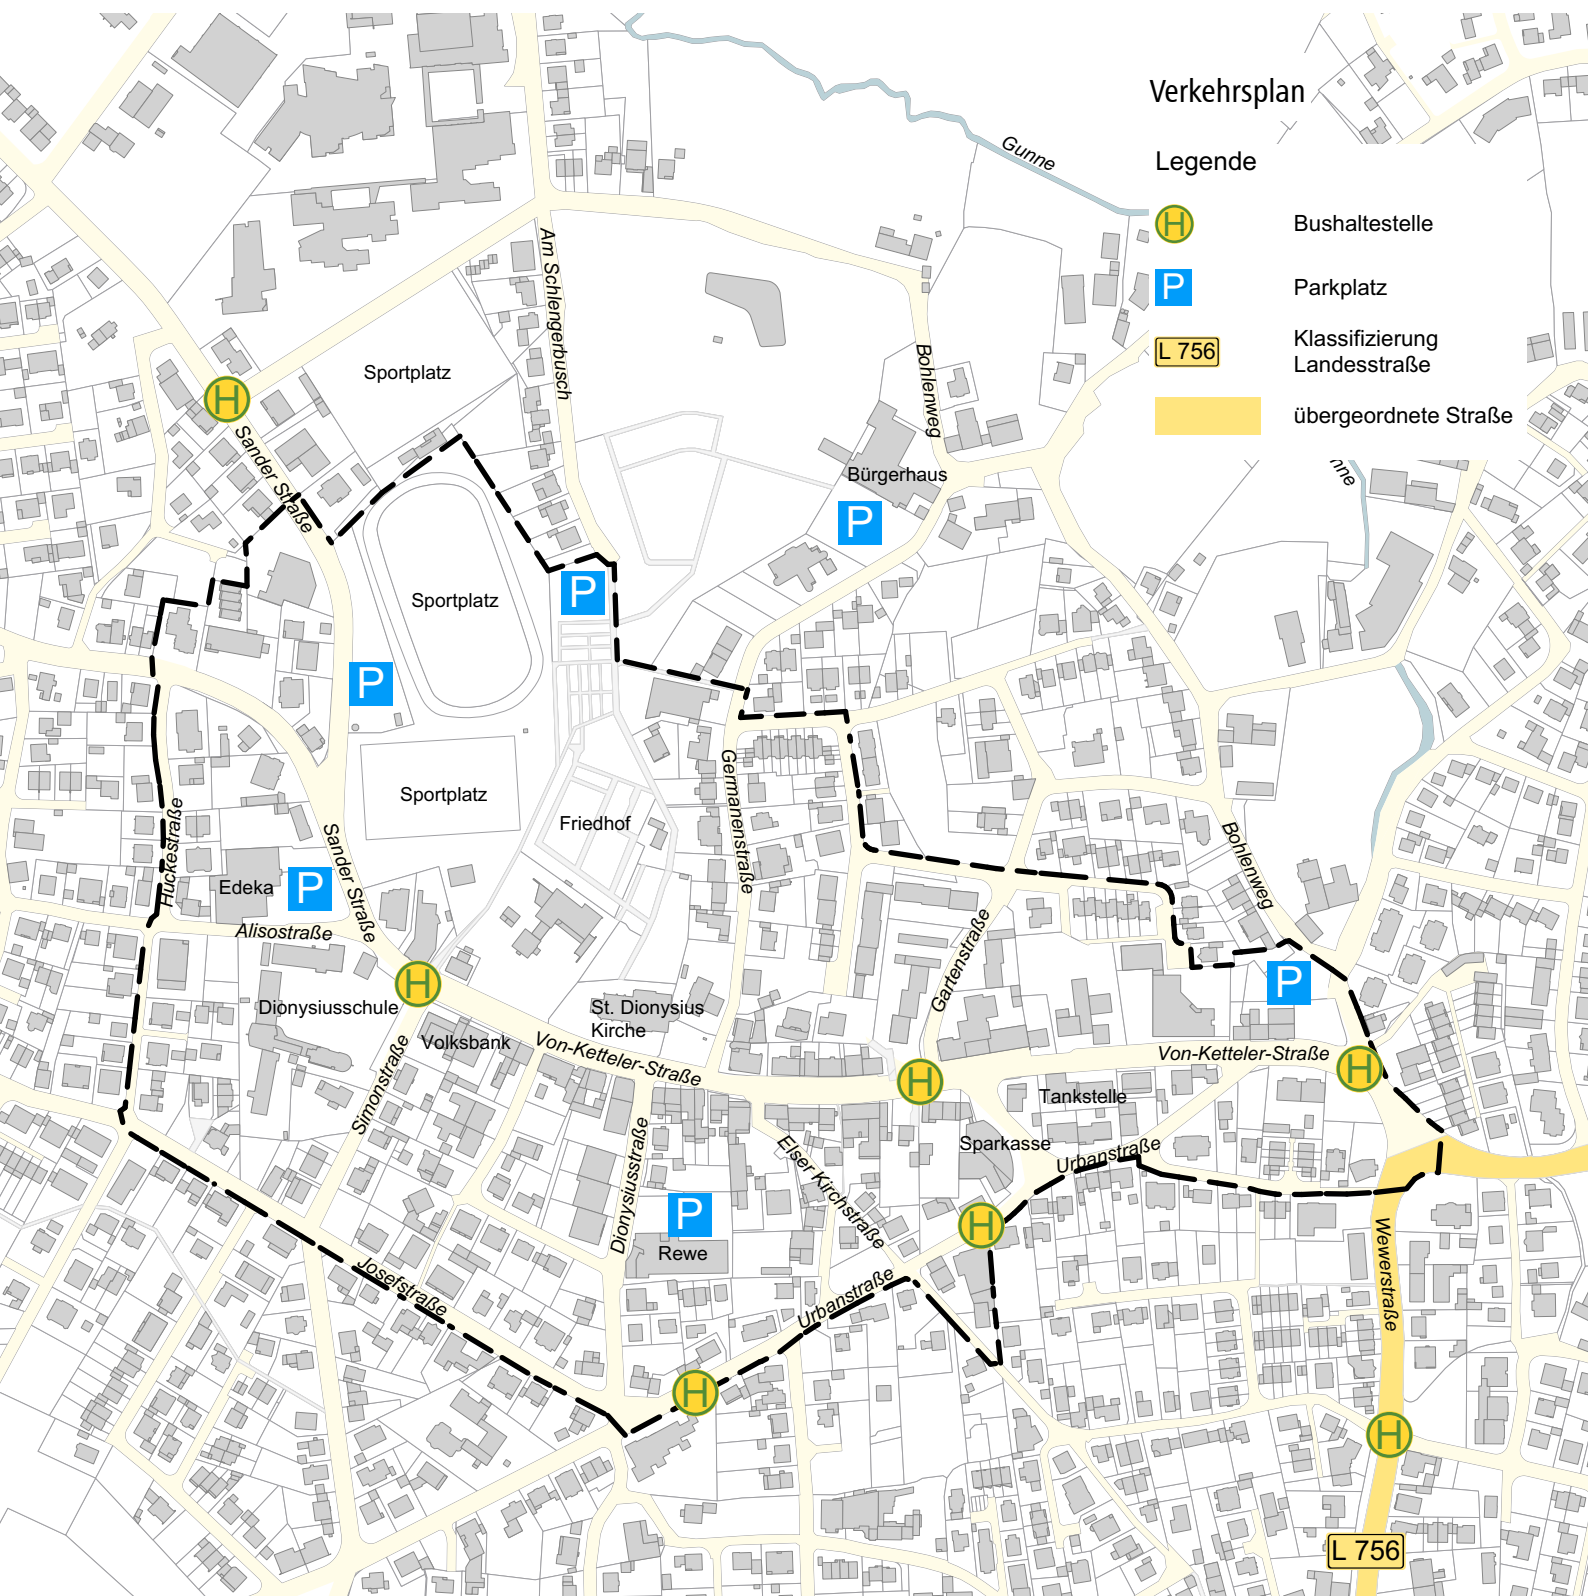 Verkehrsplan
Legende
H Bushaltestelle
P Parkplatz
L 756 Klassifizierung
Landesstraße
übergeordnete Straße
Gunne
Am Schlengerbusch
Bohlenweg
Sportplatz
H
Sander Straße
Bürgerhaus
P
nne
P
Sportplatz
P
Sportplatz
Germanenstraße
Friedhof
Huckestraße
Sander Straße
Bohlenweg
Edeka
P
Alisostraße
Gartenstraße
H
P
Dionysiusschule
St. Dionysius
Kirche
Volksbank
Von-Ketteler-Straße
Von-Ketteler-Straße
H
H
Simonstraße
Tankstelle
Sparkasse
Urbanstraße
Dionysiusstraße
Elser Kirchstraße
P
Rewe
H
Wewerstraße
Josefstraße
Urbanstraße
H
H
L 756